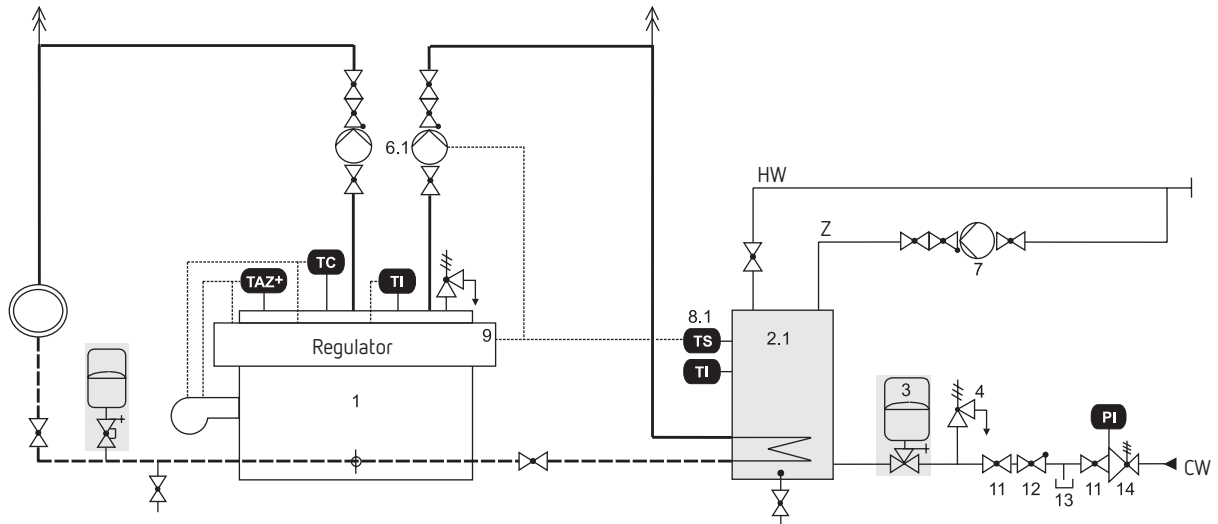 6.1
HW
Z
7
TC
TAZ+
TI
8.1
TS
2.1
9
Regulator
TI
1
3
4
PI
CW
11
12
13
11
14